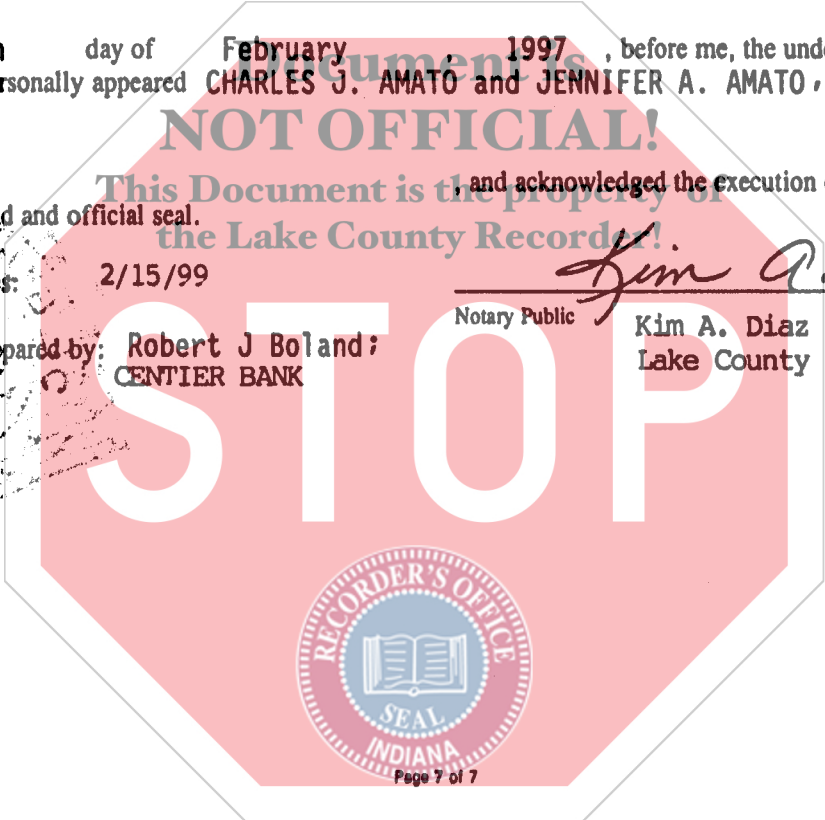 day of February , 1997 , before me, the unde
rsonally appeared CHARLES J. AMATO and JENNIFER A. AMATO,
Document is
NOT OFFICIAL!
This Document is the property of
the Lake County Recorder!
, and acknowledged the execution
d and official seal.
s: 2/15/99
Kim A.
Notary Public
Kim A. Diaz
Lake County
pared by: Robert J Boland;
CENTIER BANK
STOP
RECORDER'S OFFICE
SEAL
INDIANA
Page 7 of 7